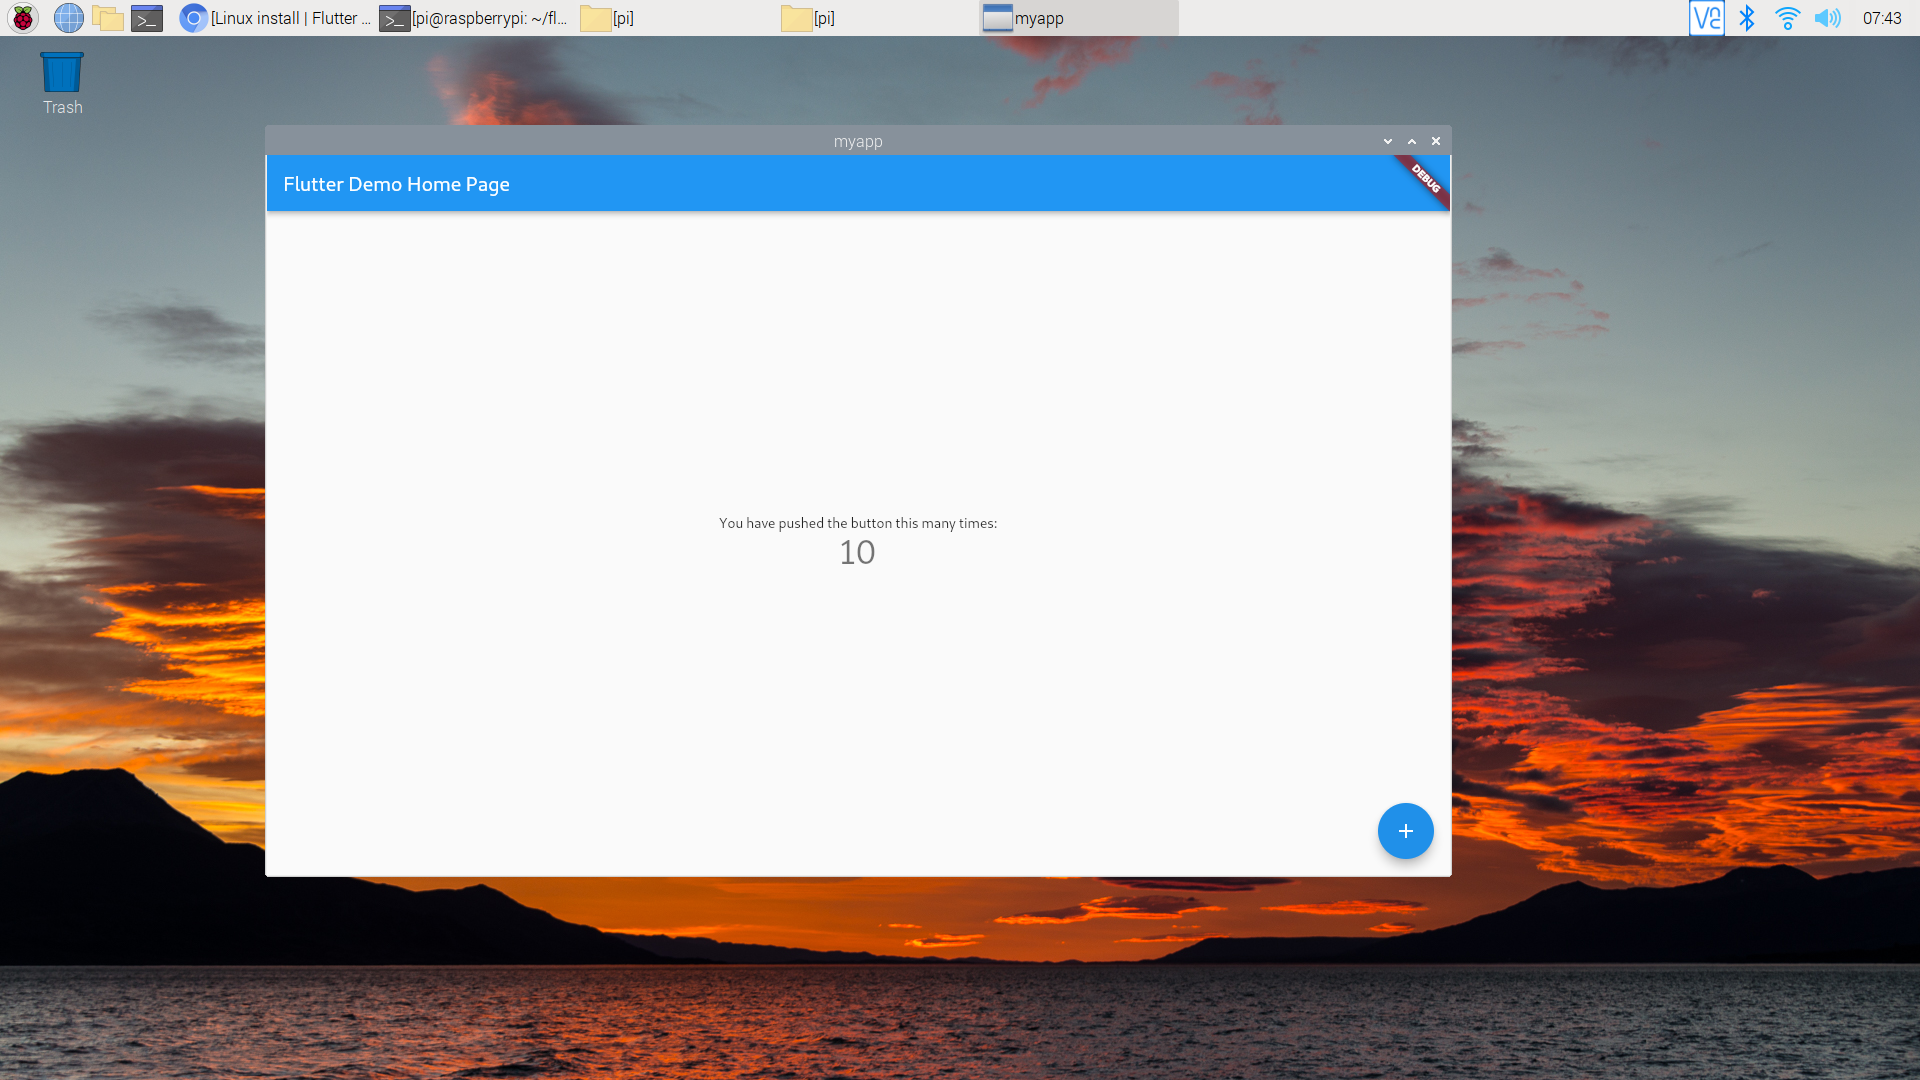 [Linux install | Flutter ...
[pi@raspberrypi: ~/fl...
[pi]
[pi]
myapp
VNC
07:43
Trash
myapp
Flutter Demo Home Page
DEBUG
You have pushed the button this many times:
10